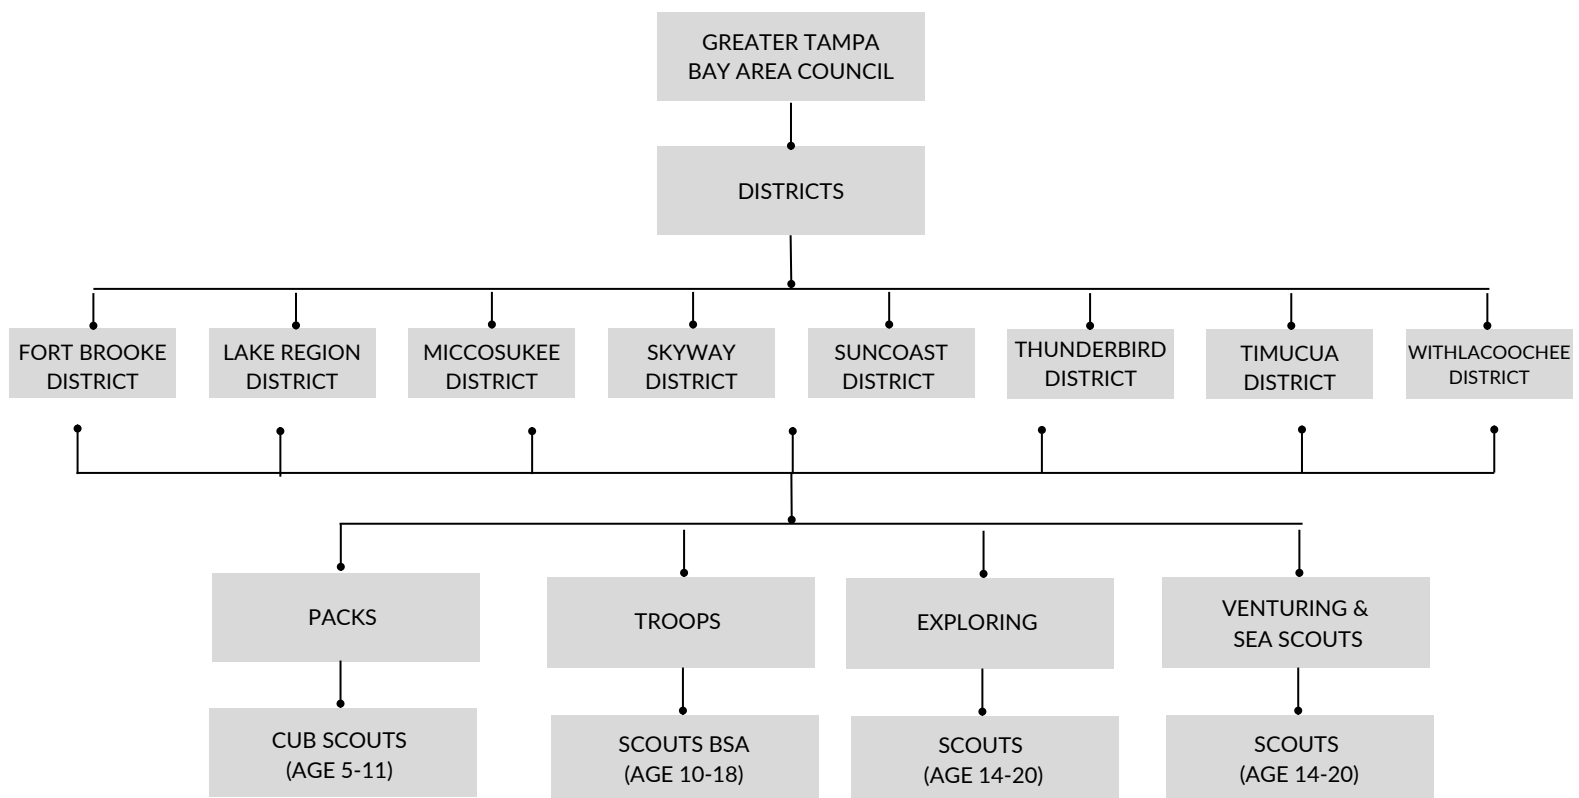 GREATER TAMPA
BAY AREA COUNCIL
DISTRICTS
FORT BROOKE
DISTRICT
LAKE REGION
DISTRICT
MICCOSUKEE
DISTRICT
SKYWAY
DISTRICT
SUNCOAST
DISTRICT
THUNDERBIRD
DISTRICT
TIMUCUA
DISTRICT
WITHLACOOCHEE
DISTRICT
PACKS
TROOPS
EXPLORING
VENTURING &
SEA SCOUTS
CUB SCOUTS
(AGE 5-11)
SCOUTS BSA
(AGE 10-18)
SCOUTS
(AGE 14-20)
SCOUTS
(AGE 14-20)